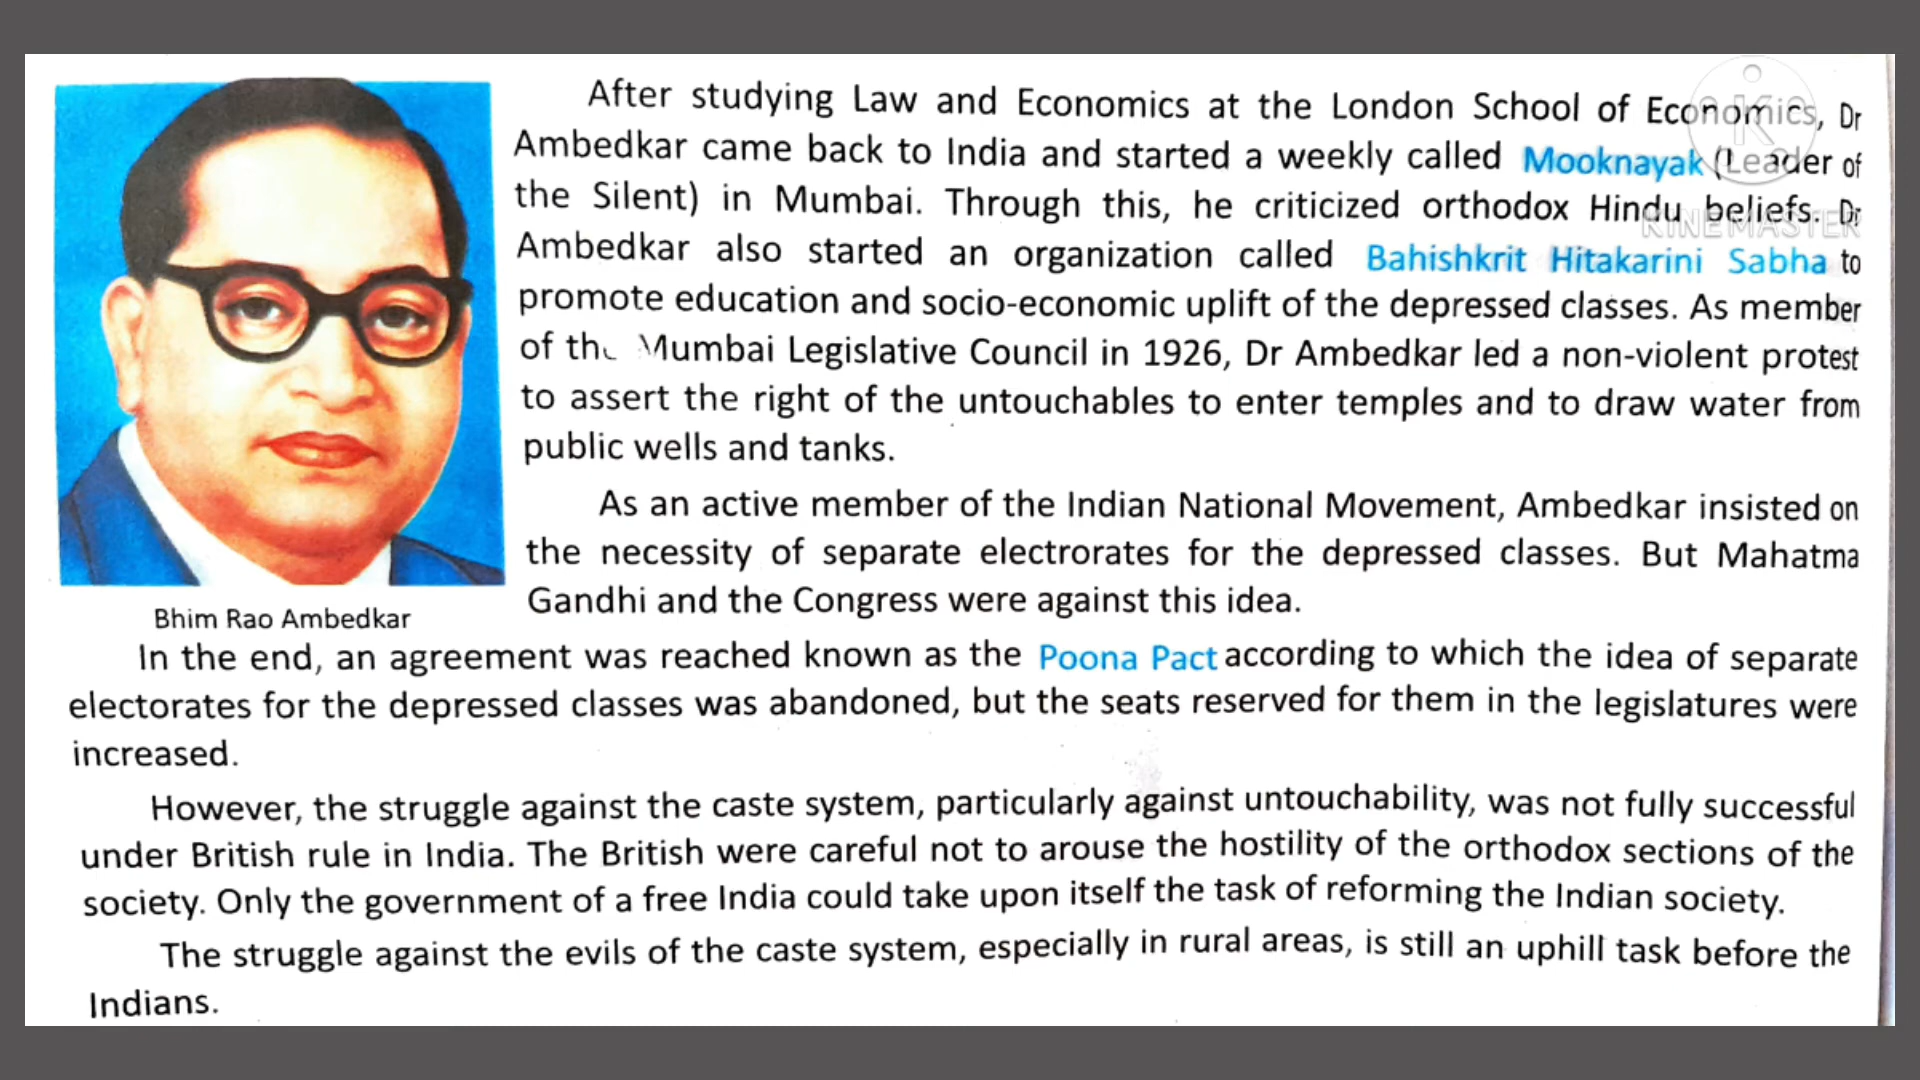 After studying Law and Economics at the London School of Economics, Dr
Ambedkar came back to India and started a weekly called Mooknayak (Leader of
the Silent) in Mumbai. Through this, he criticized orthodox Hindu beliefs. Dr
KINEMASTER
Ambedkar also started an organization called Bahishkrit Hitakarini Sabha to
promote education and socio-economic uplift of the depressed classes. As member
of the Mumbai Legislative Council in 1926, Dr Ambedkar led a non-violent protest
to assert the right of the untouchables to enter temples and to draw water from
public wells and tanks.
As an active member of the Indian National Movement, Ambedkar insisted on
the necessity of separate electrorates for the depressed classes. But Mahatma
Gandhi and the Congress were against this idea.
Bhim Rao Ambedkar
In the end, an agreement was reached known as the Poona Pact according to which the idea of separate
electorates for the depressed classes was abandoned, but the seats reserved for them in the legislatures were
increased.
However, the struggle against the caste system, particularly against untouchability, was not fully successful
under British rule in India. The British were careful not to arouse the hostility of the orthodox sections of the
society. Only the government of a free India could take upon itself the task of reforming the Indian society.
The struggle against the evils of the caste system, especially in rural areas, is still an uphill task before the
Indians.